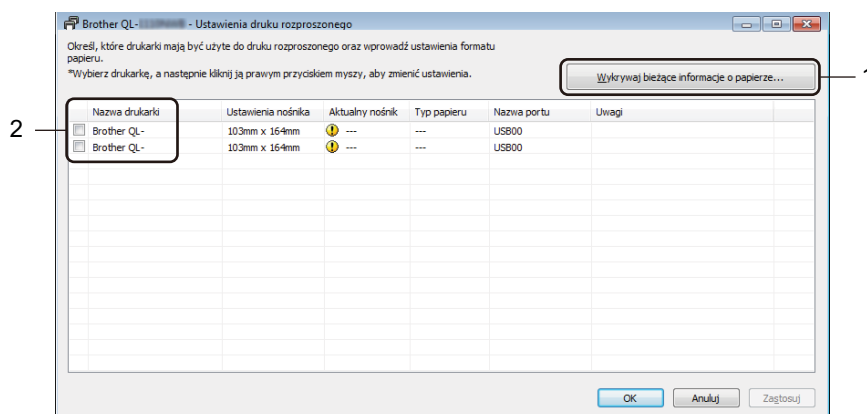 Brother QL- - Ustawienia druku rozproszonego
Określ, które drukarki mają być użyte do druku rozproszonego oraz wprowadź ustawienia formatu
papieru.
*Wybierz drukarkę, a następnie kliknij ją prawym przyciskiem myszy, aby zmienić ustawienia.
Wykrywaj bieżące informacje o papierze...
1
2
Nazwa drukarki Ustawienia nośnika Aktualny nośnik Typ papieru Nazwa portu Uwagi
Brother QL- 103mm x 164mm --- --- USB00
Brother QL- 103mm x 164mm --- --- USB00
OK Anuluj Zastosuj